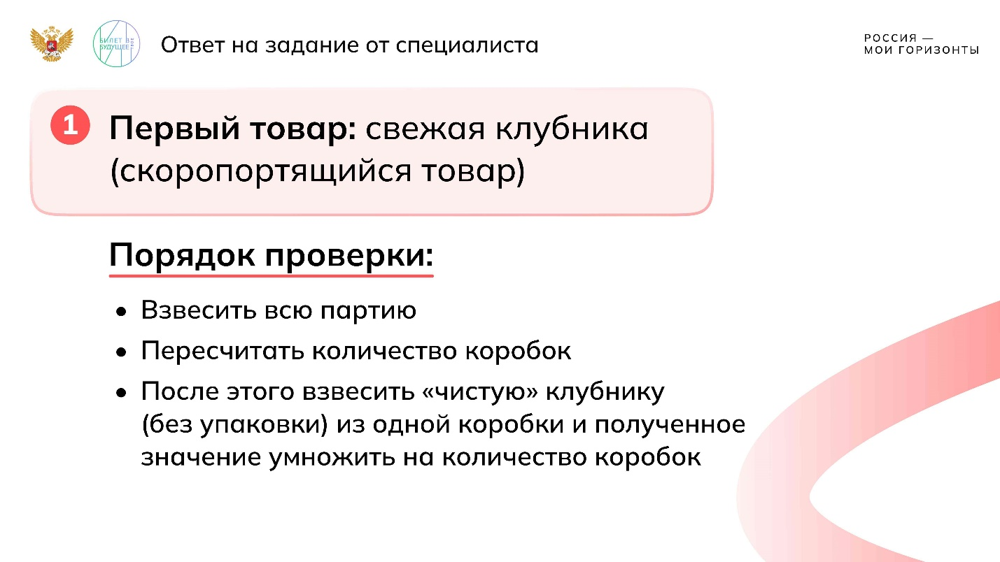 БИЛЕТ В
БУДУЩЕЕ
Ответ на задание от специалиста
РОССИЯ —
МОИ ГОРИЗОНТЫ
1
Первый товар: свежая клубника
(скоропортящийся товар)
Порядок проверки:
• Взвесить всю партию
• Пересчитать количество коробок
• После этого взвесить «чистую» клубнику
(без упаковки) из одной коробки и полученное
значение умножить на количество коробок